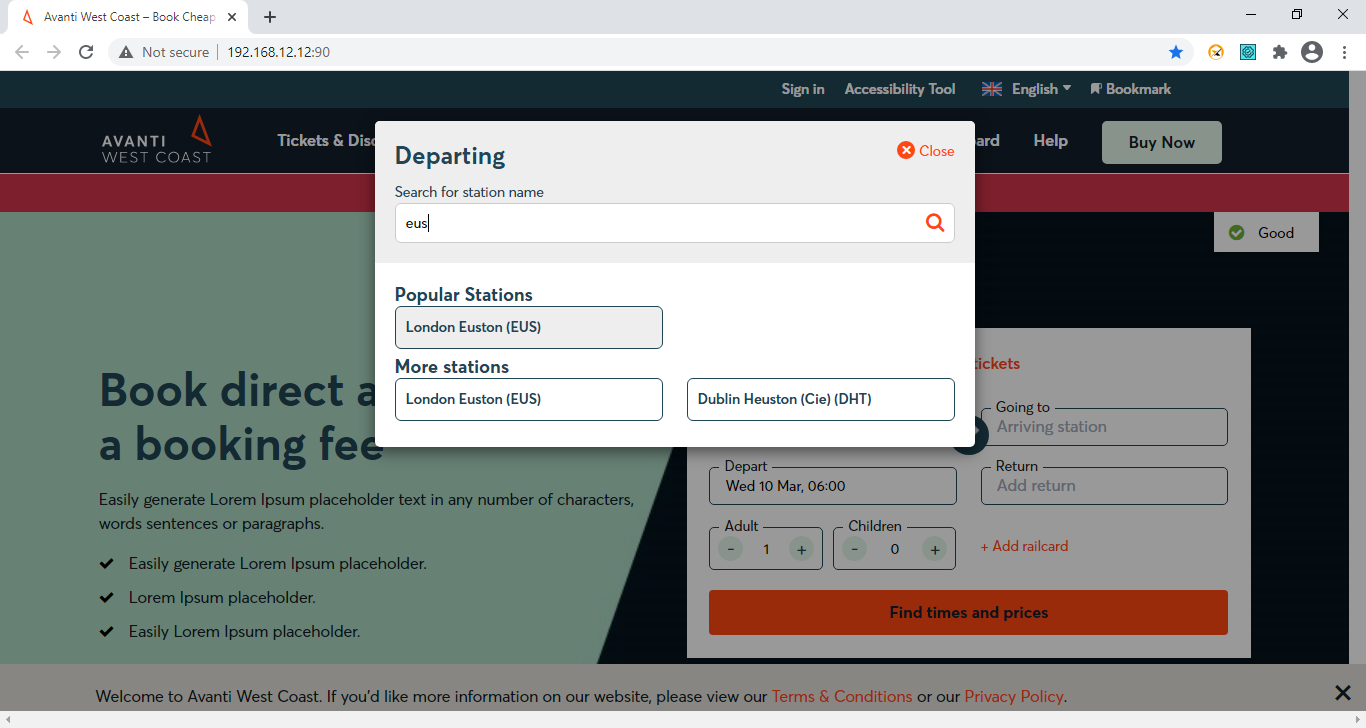 Avanti West Coast – Book Cheap
Not secure
192.168.12.12:90
Sign in
Accessibility Tool
English
Bookmark
AVANTI
WEST COAST
Tickets & Disc
ard
Help
Buy Now
Departing
Close
Search for station name
eus
Good
Popular Stations
London Euston (EUS)
More stations
London Euston (EUS)
Dublin Heuston (Cie) (DHT)
Book direct a
a booking fee
Easily generate Lorem Ipsum placeholder text in any number of characters,
words sentences or paragraphs.
Easily generate Lorem Ipsum placeholder.
Lorem Ipsum placeholder.
Easily Lorem Ipsum placeholder.
tickets
Going to
Arriving station
Depart
Wed 10 Mar, 06:00
Return
Add return
Adult
- 1 +
Children
- 0 +
+ Add railcard
Find times and prices
Welcome to Avanti West Coast. If you'd like more information on our website, please view our Terms & Conditions or our Privacy Policy.